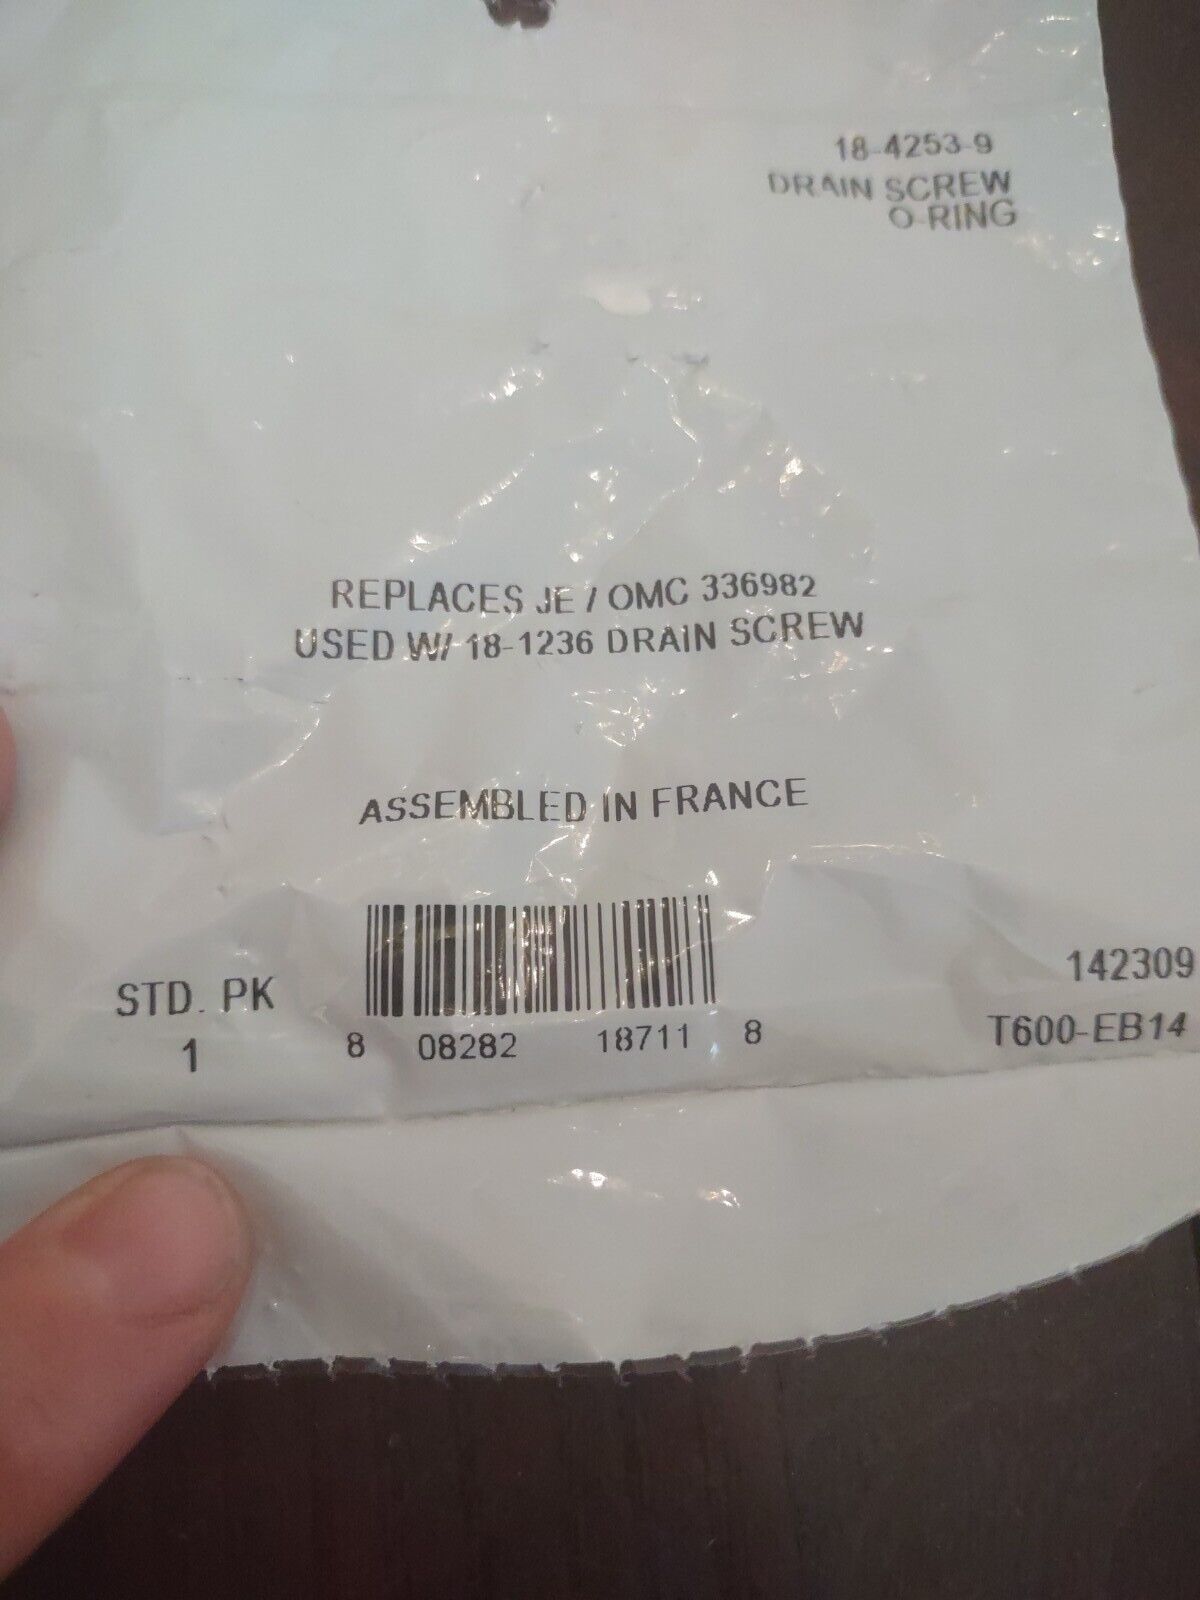 18-4253-9
DRAIN SCREW
O-RING
REPLACES JE / OMC 336982
USED W/ 18-1236 DRAIN SCREW
ASSEMBLED IN FRANCE
STD. PK
1
8 08282 18711 8
142309
T600-EB14